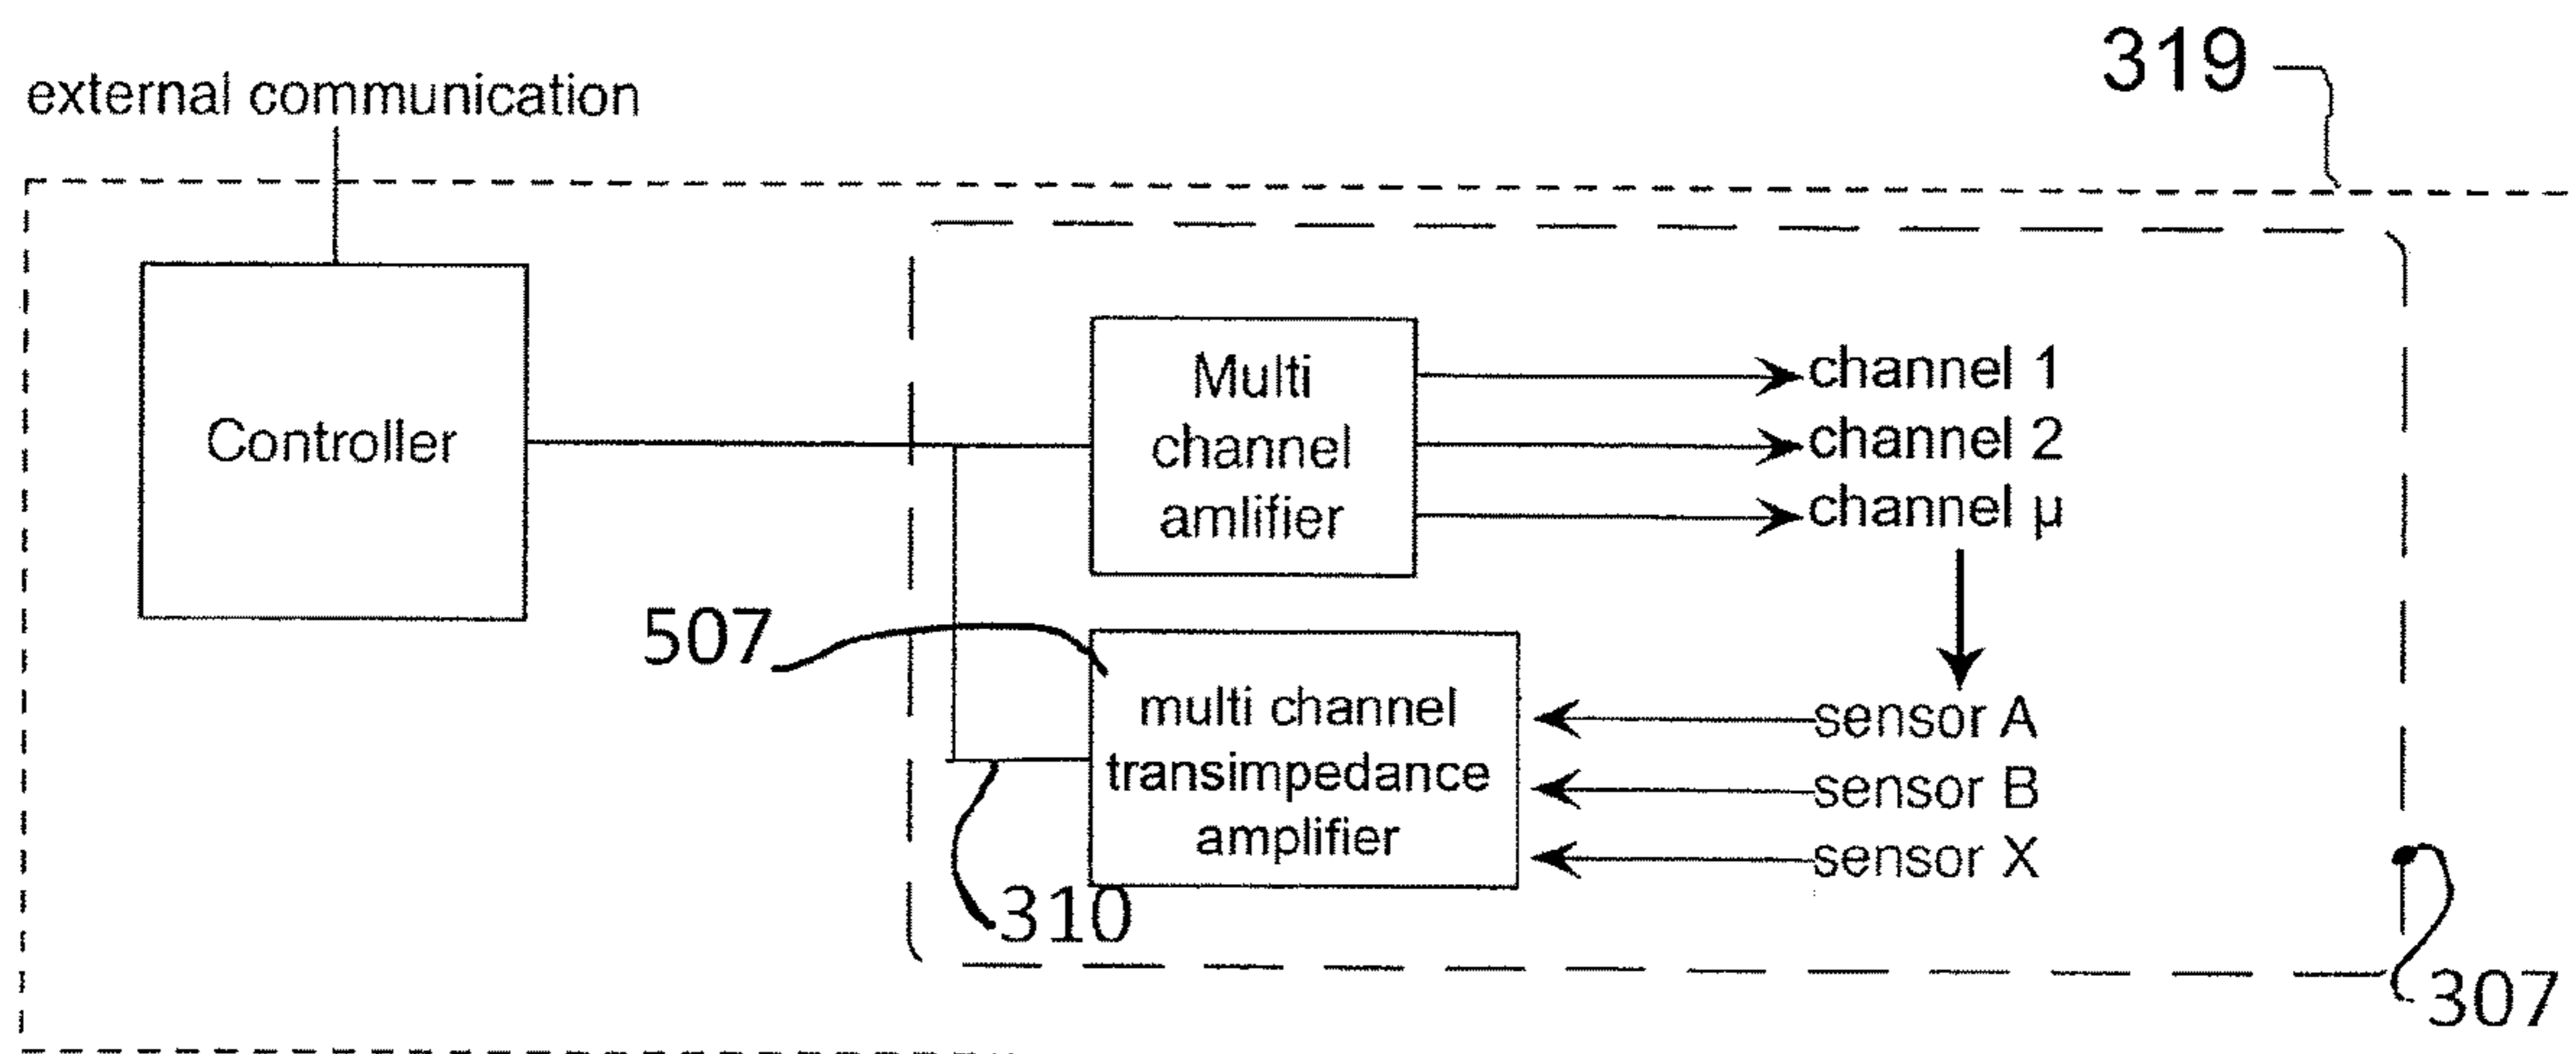 319
external communication
Controller
Multi
channel
amlifier
channel 1
channel 2
channel µ
507
multi channel
transimpedance
amplifier
sensor A
sensor B
sensor X
310
307